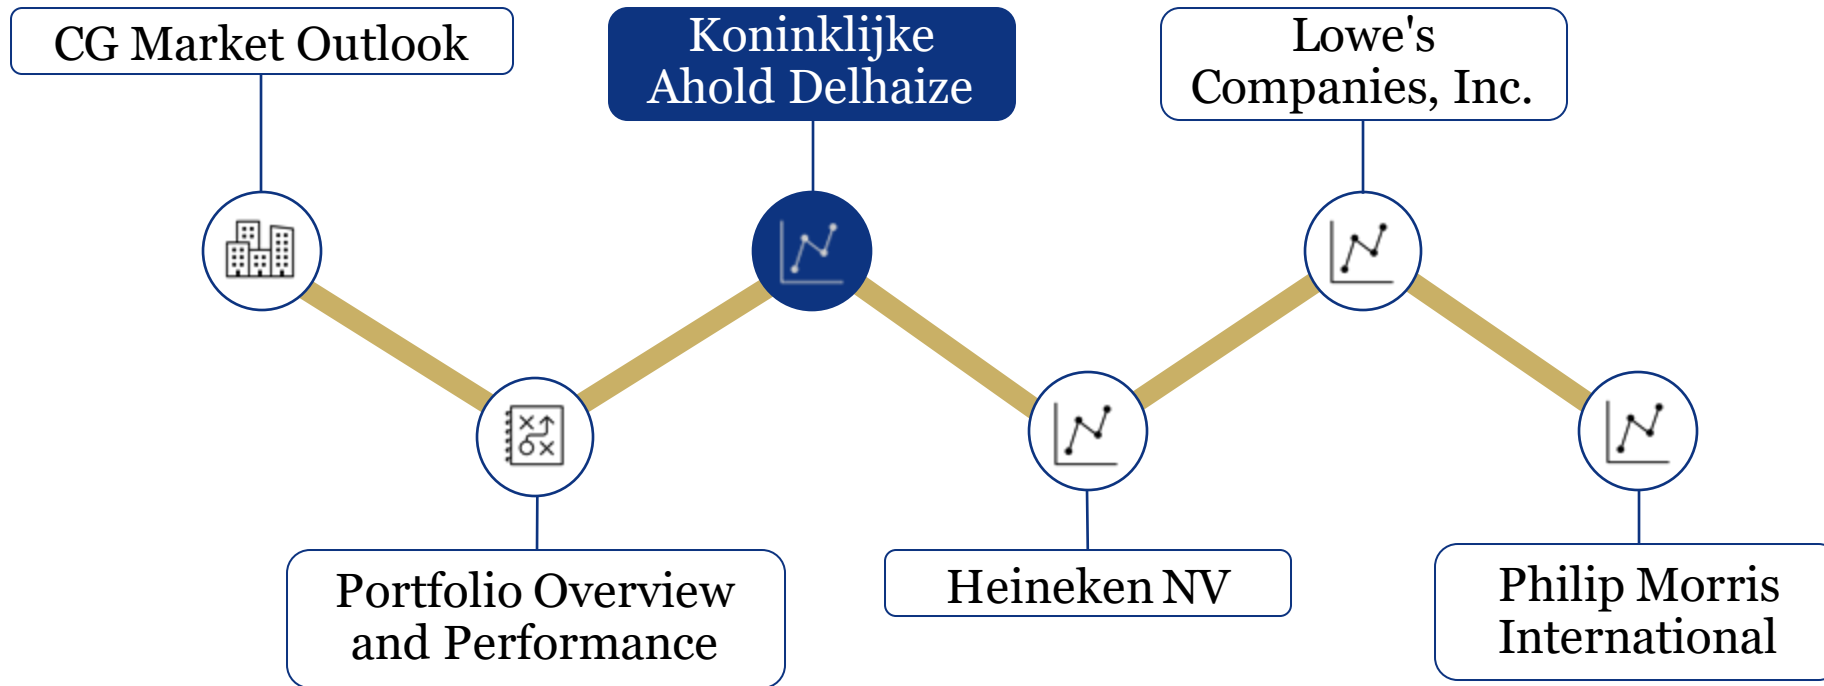 CG Market Outlook
Koninklijke
Ahold Delhaize
Lowe's
Companies, Inc.
Portfolio Overview
and Performance
Heineken NV
Philip Morris
International